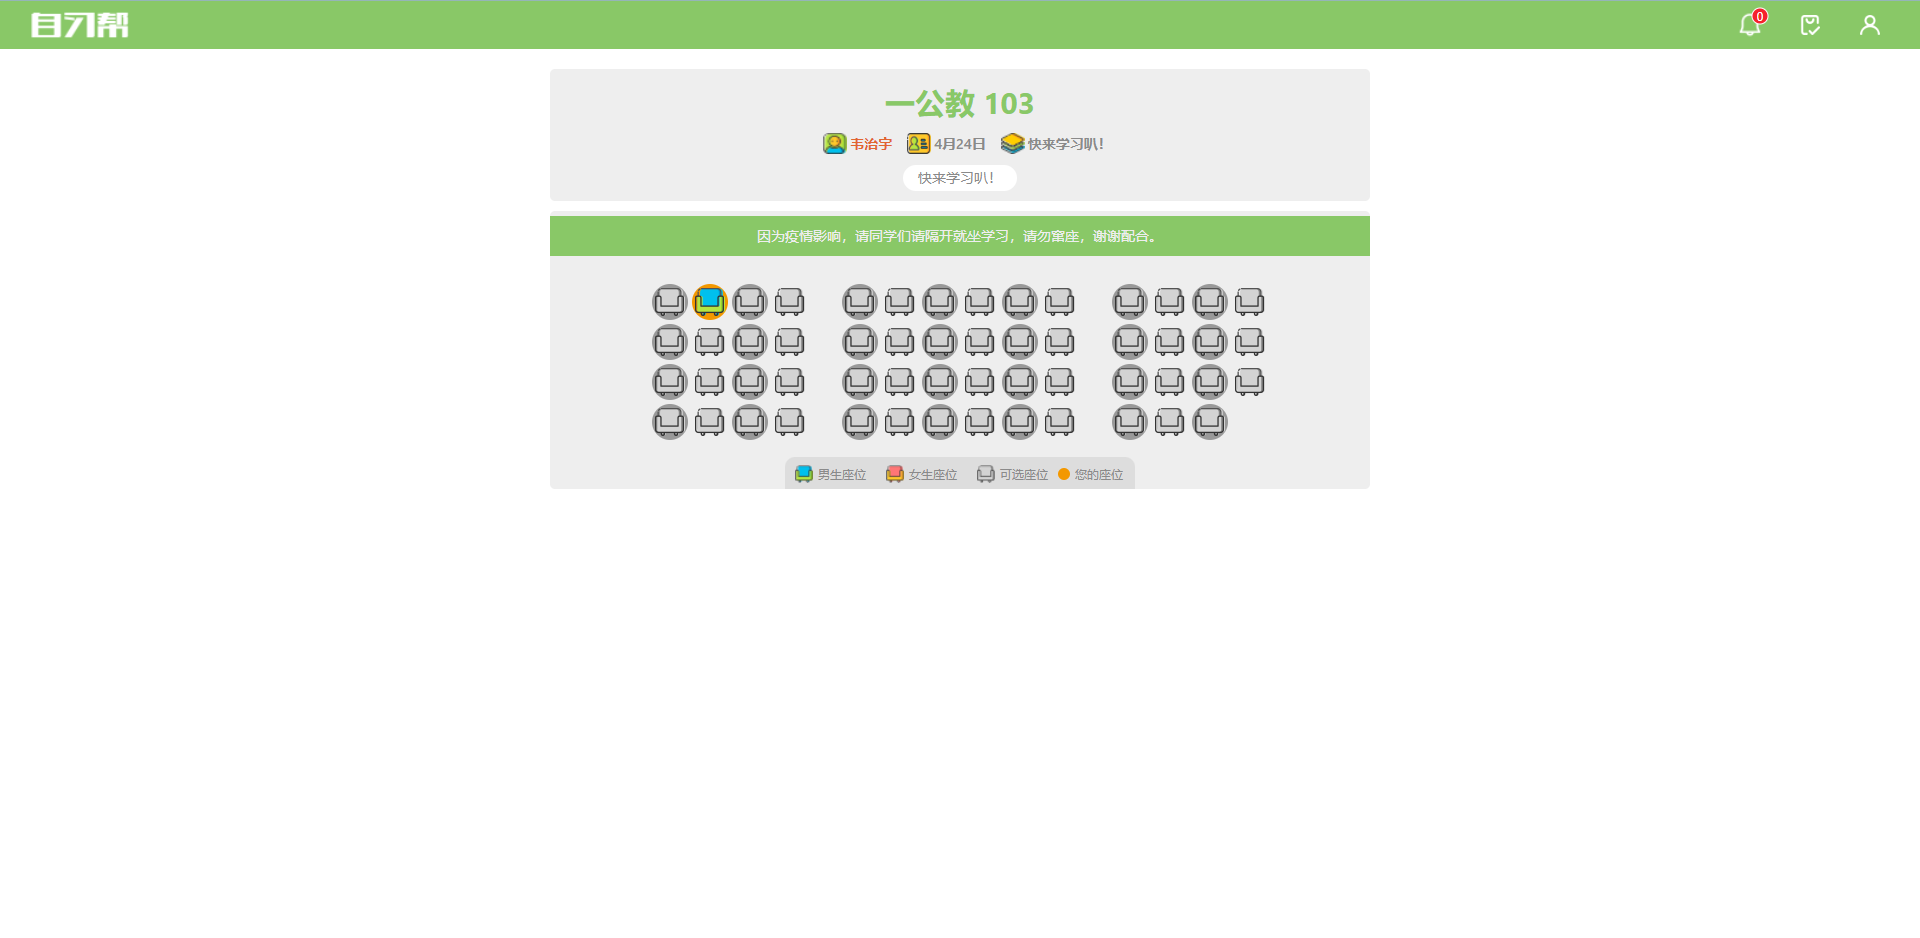 自习帮
0
一公教 103
韦治宇 4月24日 快来学习叭！
快来学习叭！
因为疫情影响，请同学们请隔开就坐学习，请勿窜座，谢谢配合。
男生座位 女生座位 可选座位 您的座位